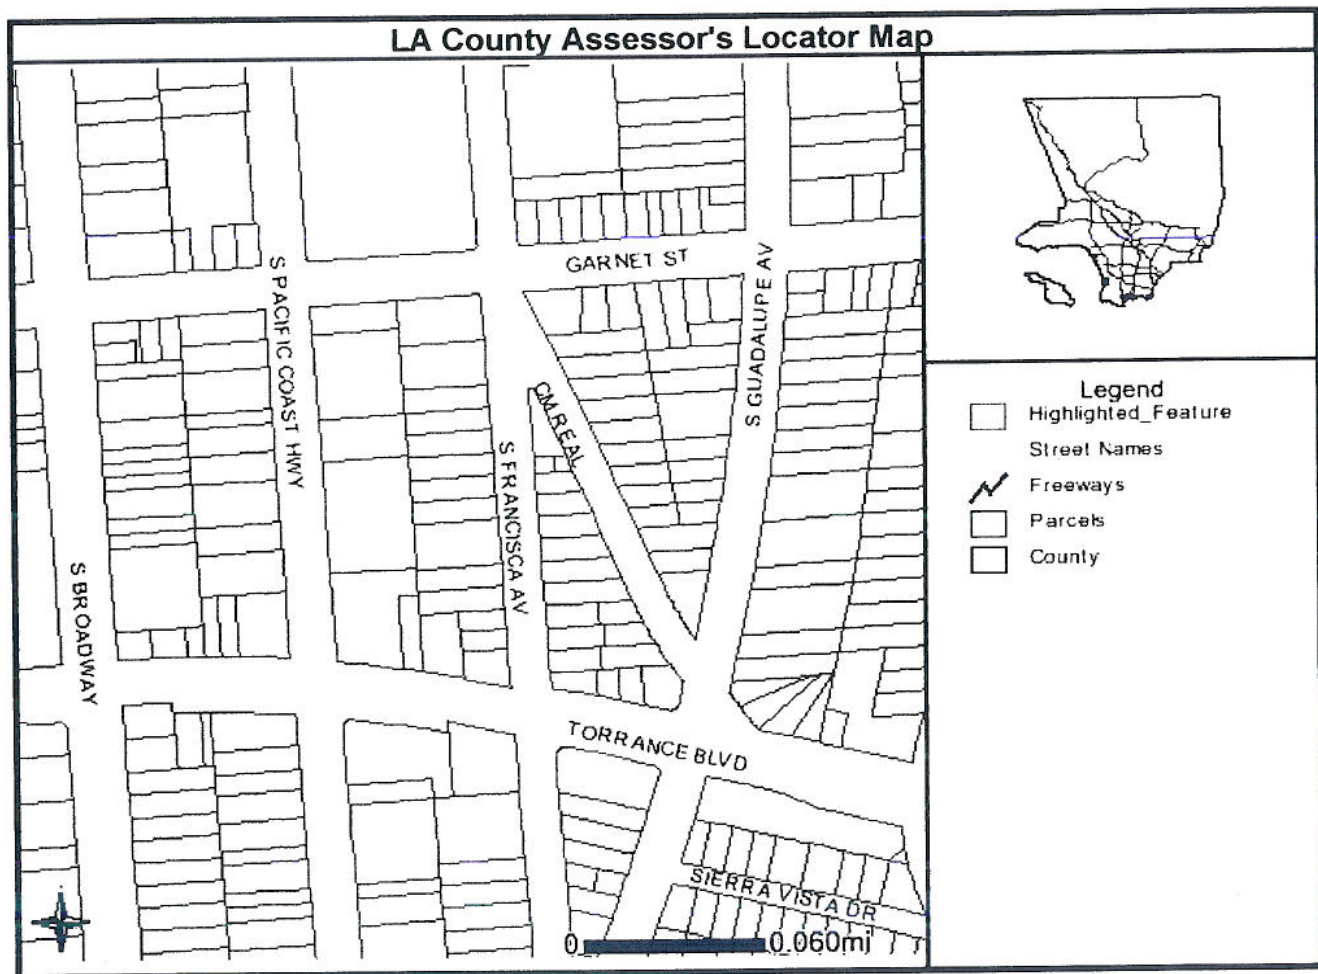 LA County Assessor's Locator Map
GARNET ST
S PACIFIC COAST HWY
S GUADALUPE AV
CM REAL
S FRANCISCA AV
S BROADWAY
TORRANCE BLVD
SIERRA VISTA DR
0 0.060mi
Legend
Highlighted_Feature
Street Names
Freeways
Parcels
County